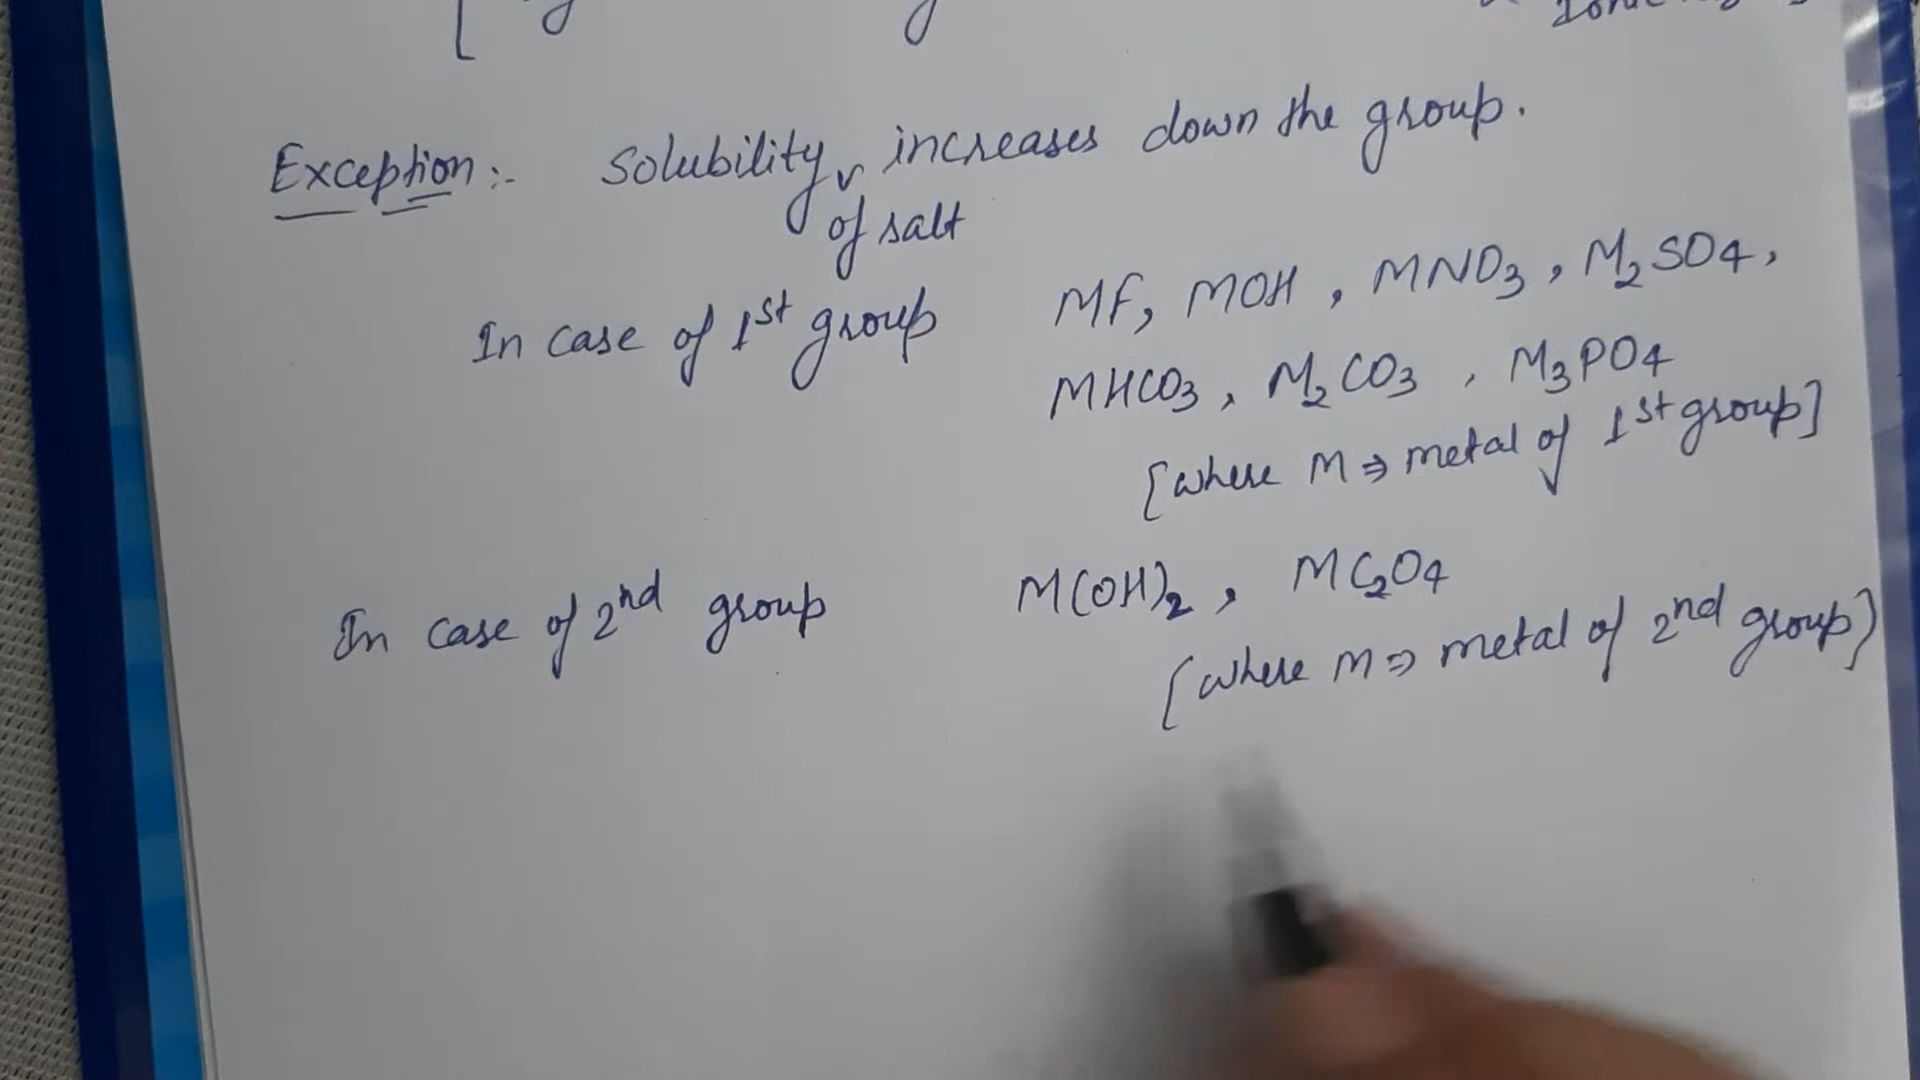 Exception:- Solubility of salt increases down the group.
In case of 1st group MF, MOH, MNO3, M2SO4,
MHCO3, M2CO3, M3PO4
[where M ⇒ metal of 1st group]
In case of 2nd group M(OH)2, MC2O4
[where M ⇒ metal of 2nd group]